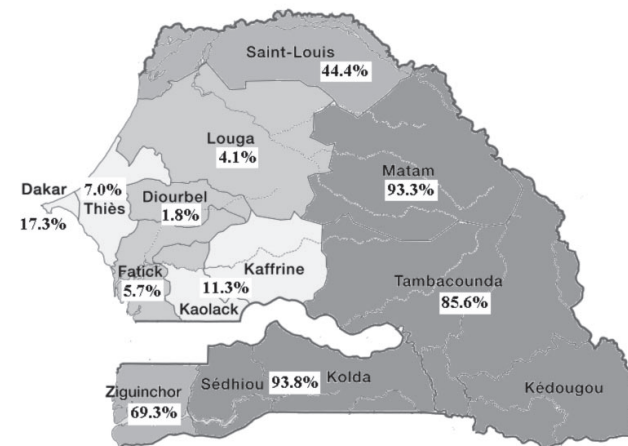 Saint-Louis
44.4%
Louga
4.1%
Matam
93.3%
Dakar
17.3%
7.0%
Thiès
Diourbel
1.8%
Fatick
5.7%
Kaffrine
11.3%
Kaolack
Tambacounda
85.6%
Ziguinchor
69.3%
Sédhiou 93.8% Kolda
Kédougou